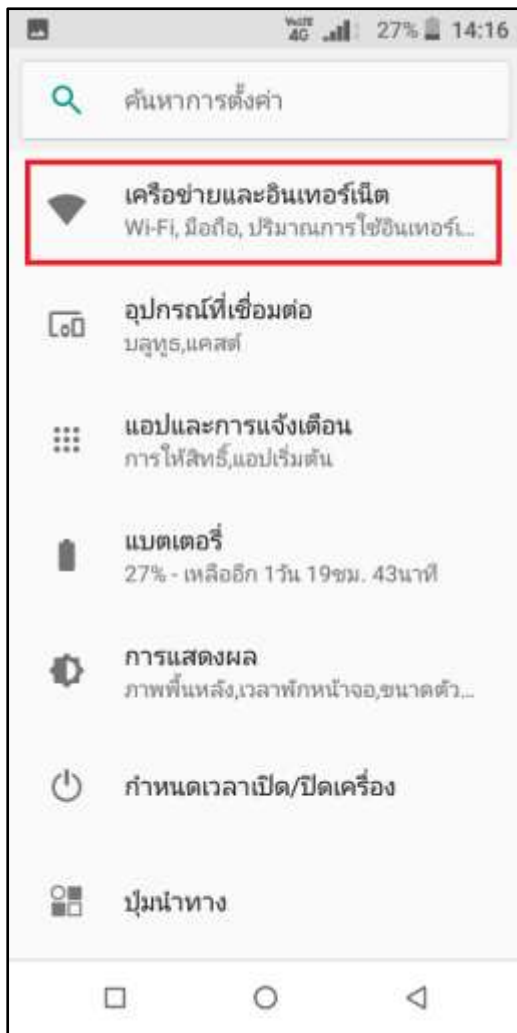 VoLTE 4G 27% 14:16
ค้นหาการตั้งค่า
เครือข่ายและอินเทอร์เน็ต
Wi-Fi, มือถือ, ปริมาณการใช้อินเทอร์เ...
อุปกรณ์ที่เชื่อมต่อ
บลูทูธ,แคสต์
แอปและการแจ้งเตือน
การให้สิทธิ์,แอปเริ่มต้น
แบตเตอรี่
27% - เหลืออีก 1วัน 19ชม. 43นาที
การแสดงผล
ภาพพื้นหลัง,เวลาพักหน้าจอ,ขนาดตัว...
กำหนดเวลาเปิด/ปิดเครื่อง
ปุ่มนำทาง